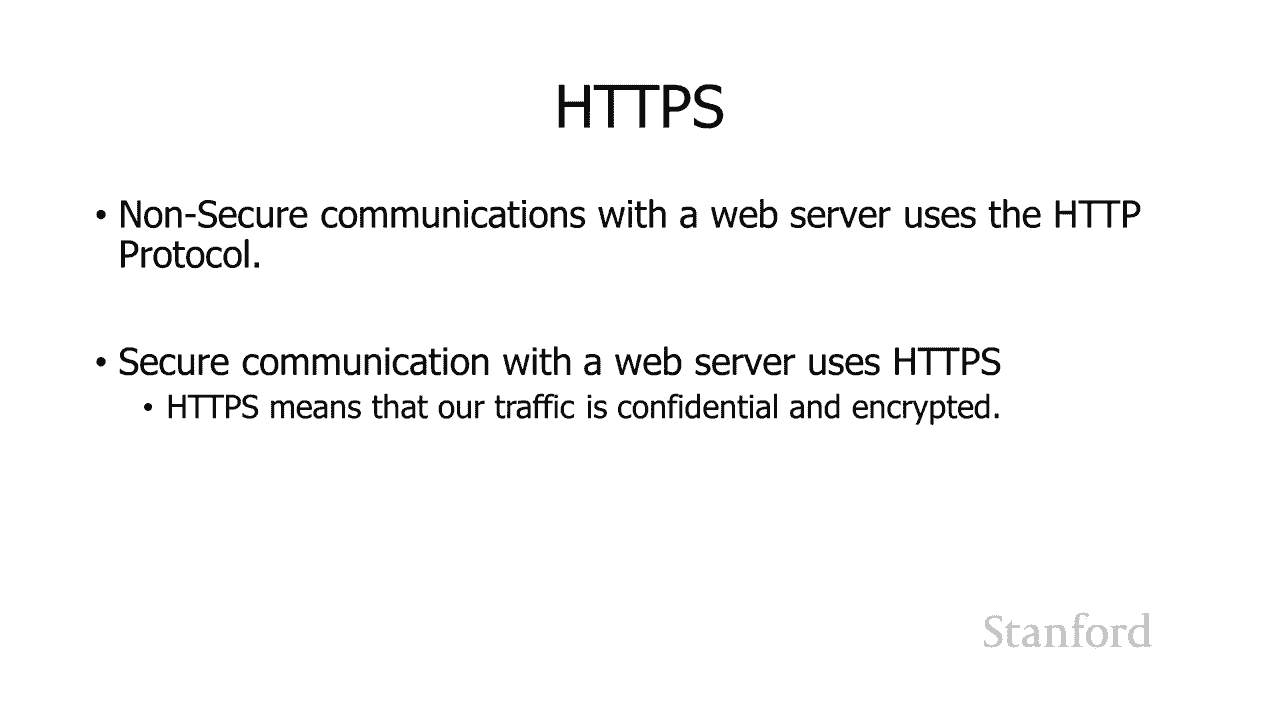 HTTPS
• Non-Secure communications with a web server uses the HTTP
Protocol.
• Secure communication with a web server uses HTTPS
• HTTPS means that our traffic is confidential and encrypted.
Stanford